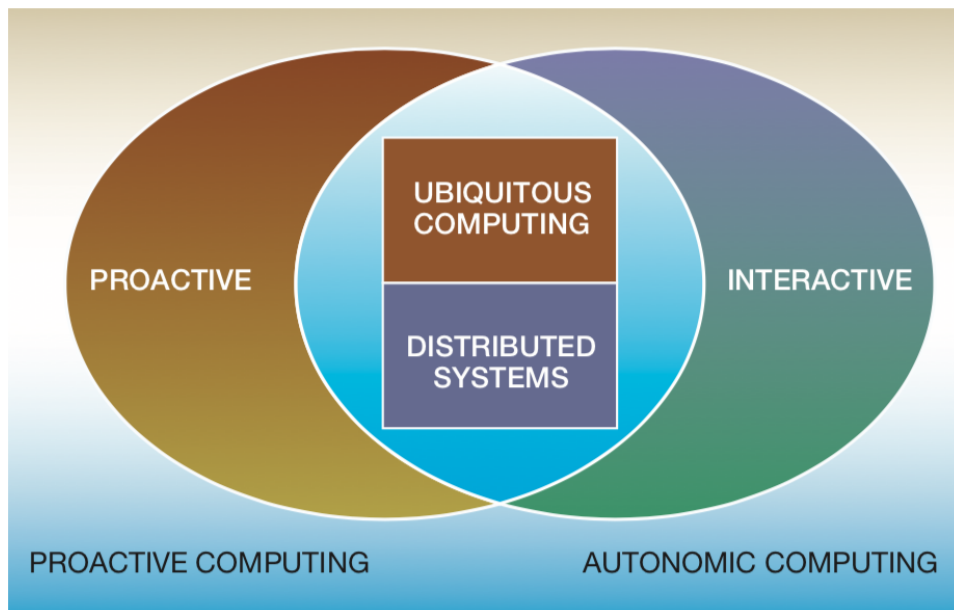 UBIQUITOUS
COMPUTING
PROACTIVE
INTERACTIVE
DISTRIBUTED
SYSTEMS
PROACTIVE COMPUTING
AUTONOMIC COMPUTING